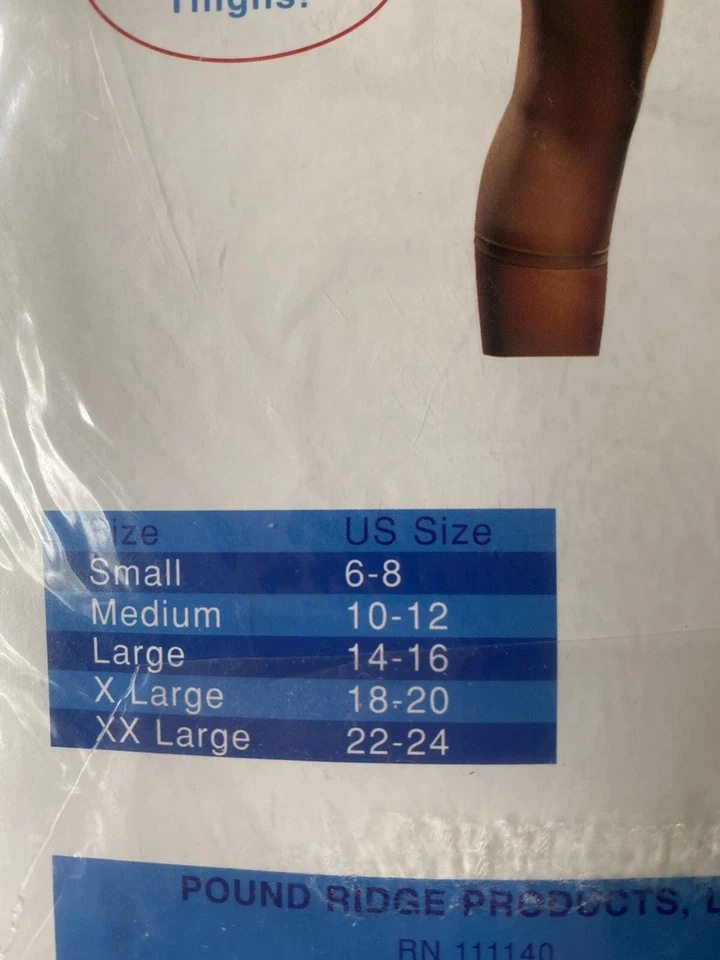 Thighs!
Size US Size
Small 6-8
Medium 10-12
Large 14-16
X Large 18-20
XX Large 22-24
POUND RIDGE PRODUCTS, L
RN 111140